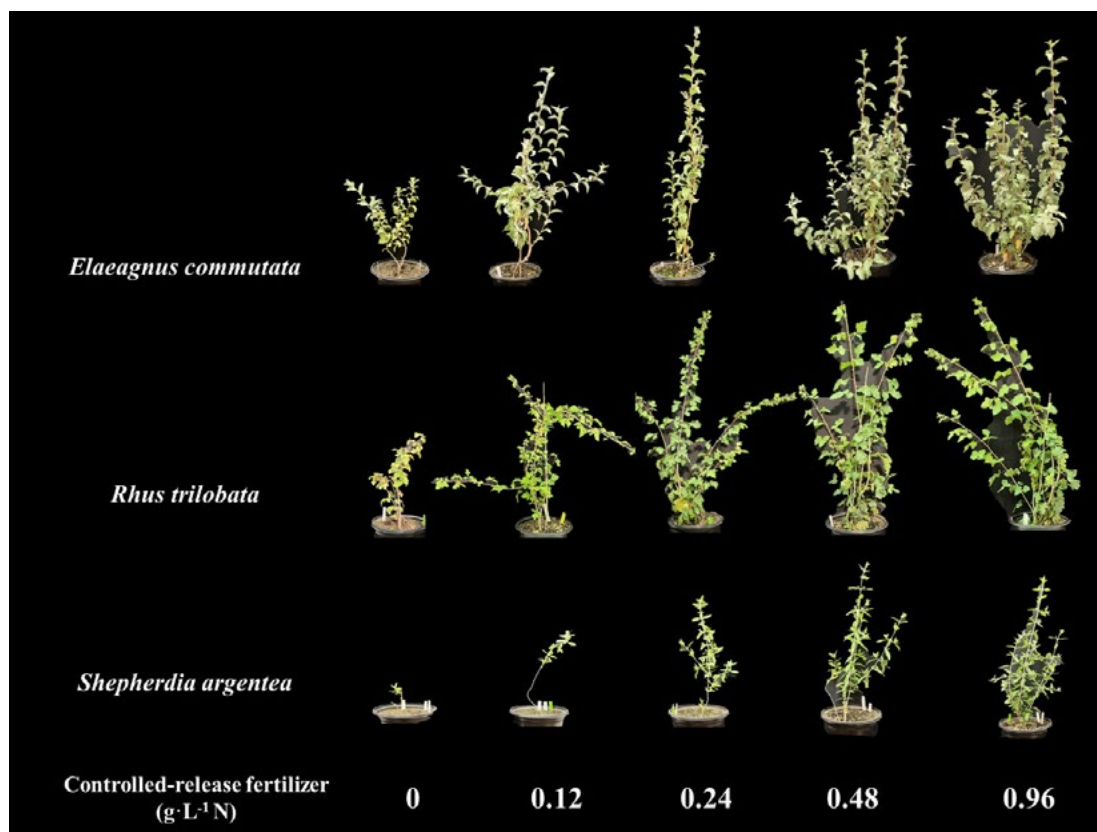 Elaeagnus commutata
Rhus trilobata
Shepherdia argentea
Controlled-release fertilizer
(g·L⁻¹ N)
0 0.12 0.24 0.48 0.96